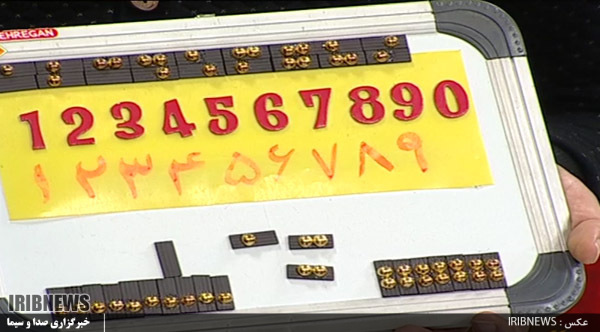 EHREGAN
1234567890
۱۲۳۴۵۶۷۸۹
IRIBNEWS
خبرگزاری صدا و سیما
عکس : IRIBNEWS